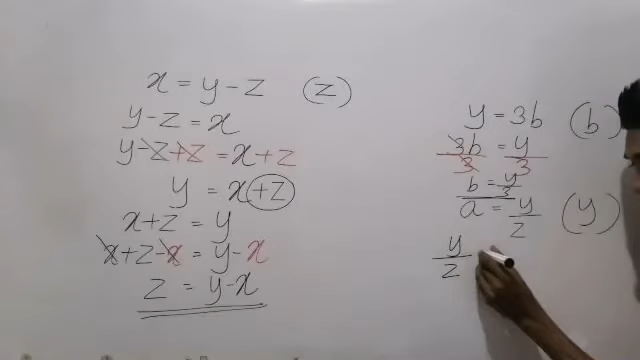 x = y - z (z)
y - z = x
y - z + z = x + z
y = x + z
x + z = y
x + z - x = y - x
z = y - x
y = 3b (b)
3b/3 = y/3
b = y/3
a = y/z (y)
y/z